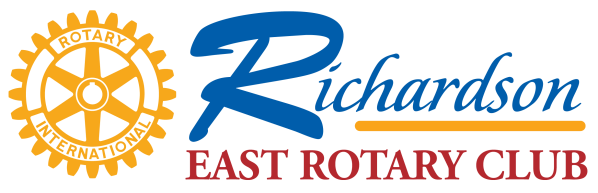 ROTARY
INTERNATIONAL
Richardson
EAST ROTARY CLUB